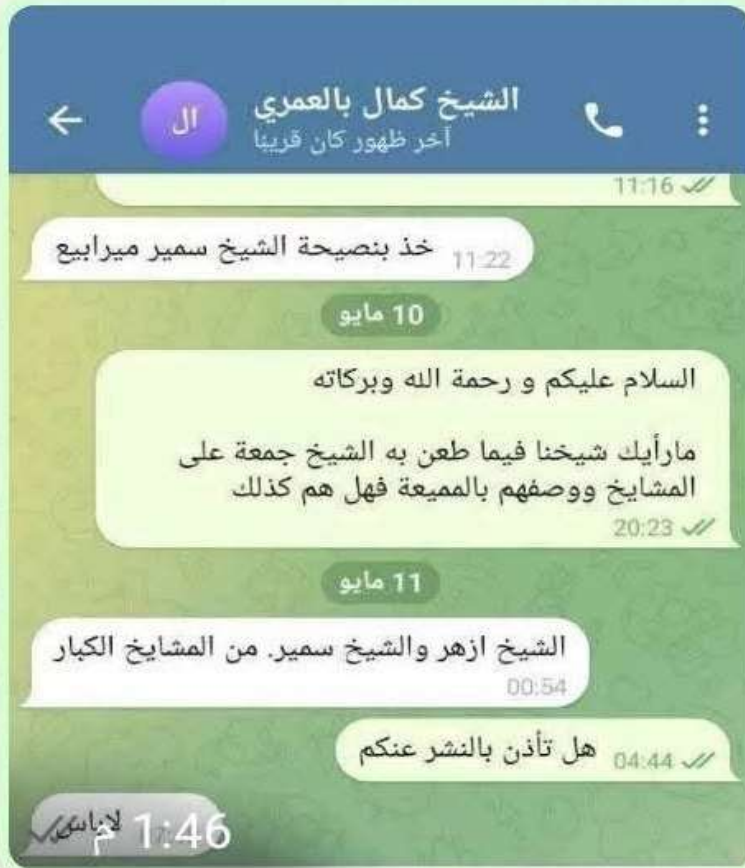 الشيخ كمال بالعمري
ال
آخر ظهور كان قريبًا
11:16
خذ بنصيحة الشيخ سمير ميرابيع
11:22
10 مايو
السلام عليكم و رحمة الله وبركاته
مارأيك شيخنا فيما طعن به الشيخ جمعة على
المشايخ ووصفهم بالمميعة فهل هم كذلك
20:23
11 مايو
الشيخ ازهر والشيخ سمير. من المشايخ الكبار
00:54
هل تأذن بالنشر عنكم
04:44
لاباس
1:46 م